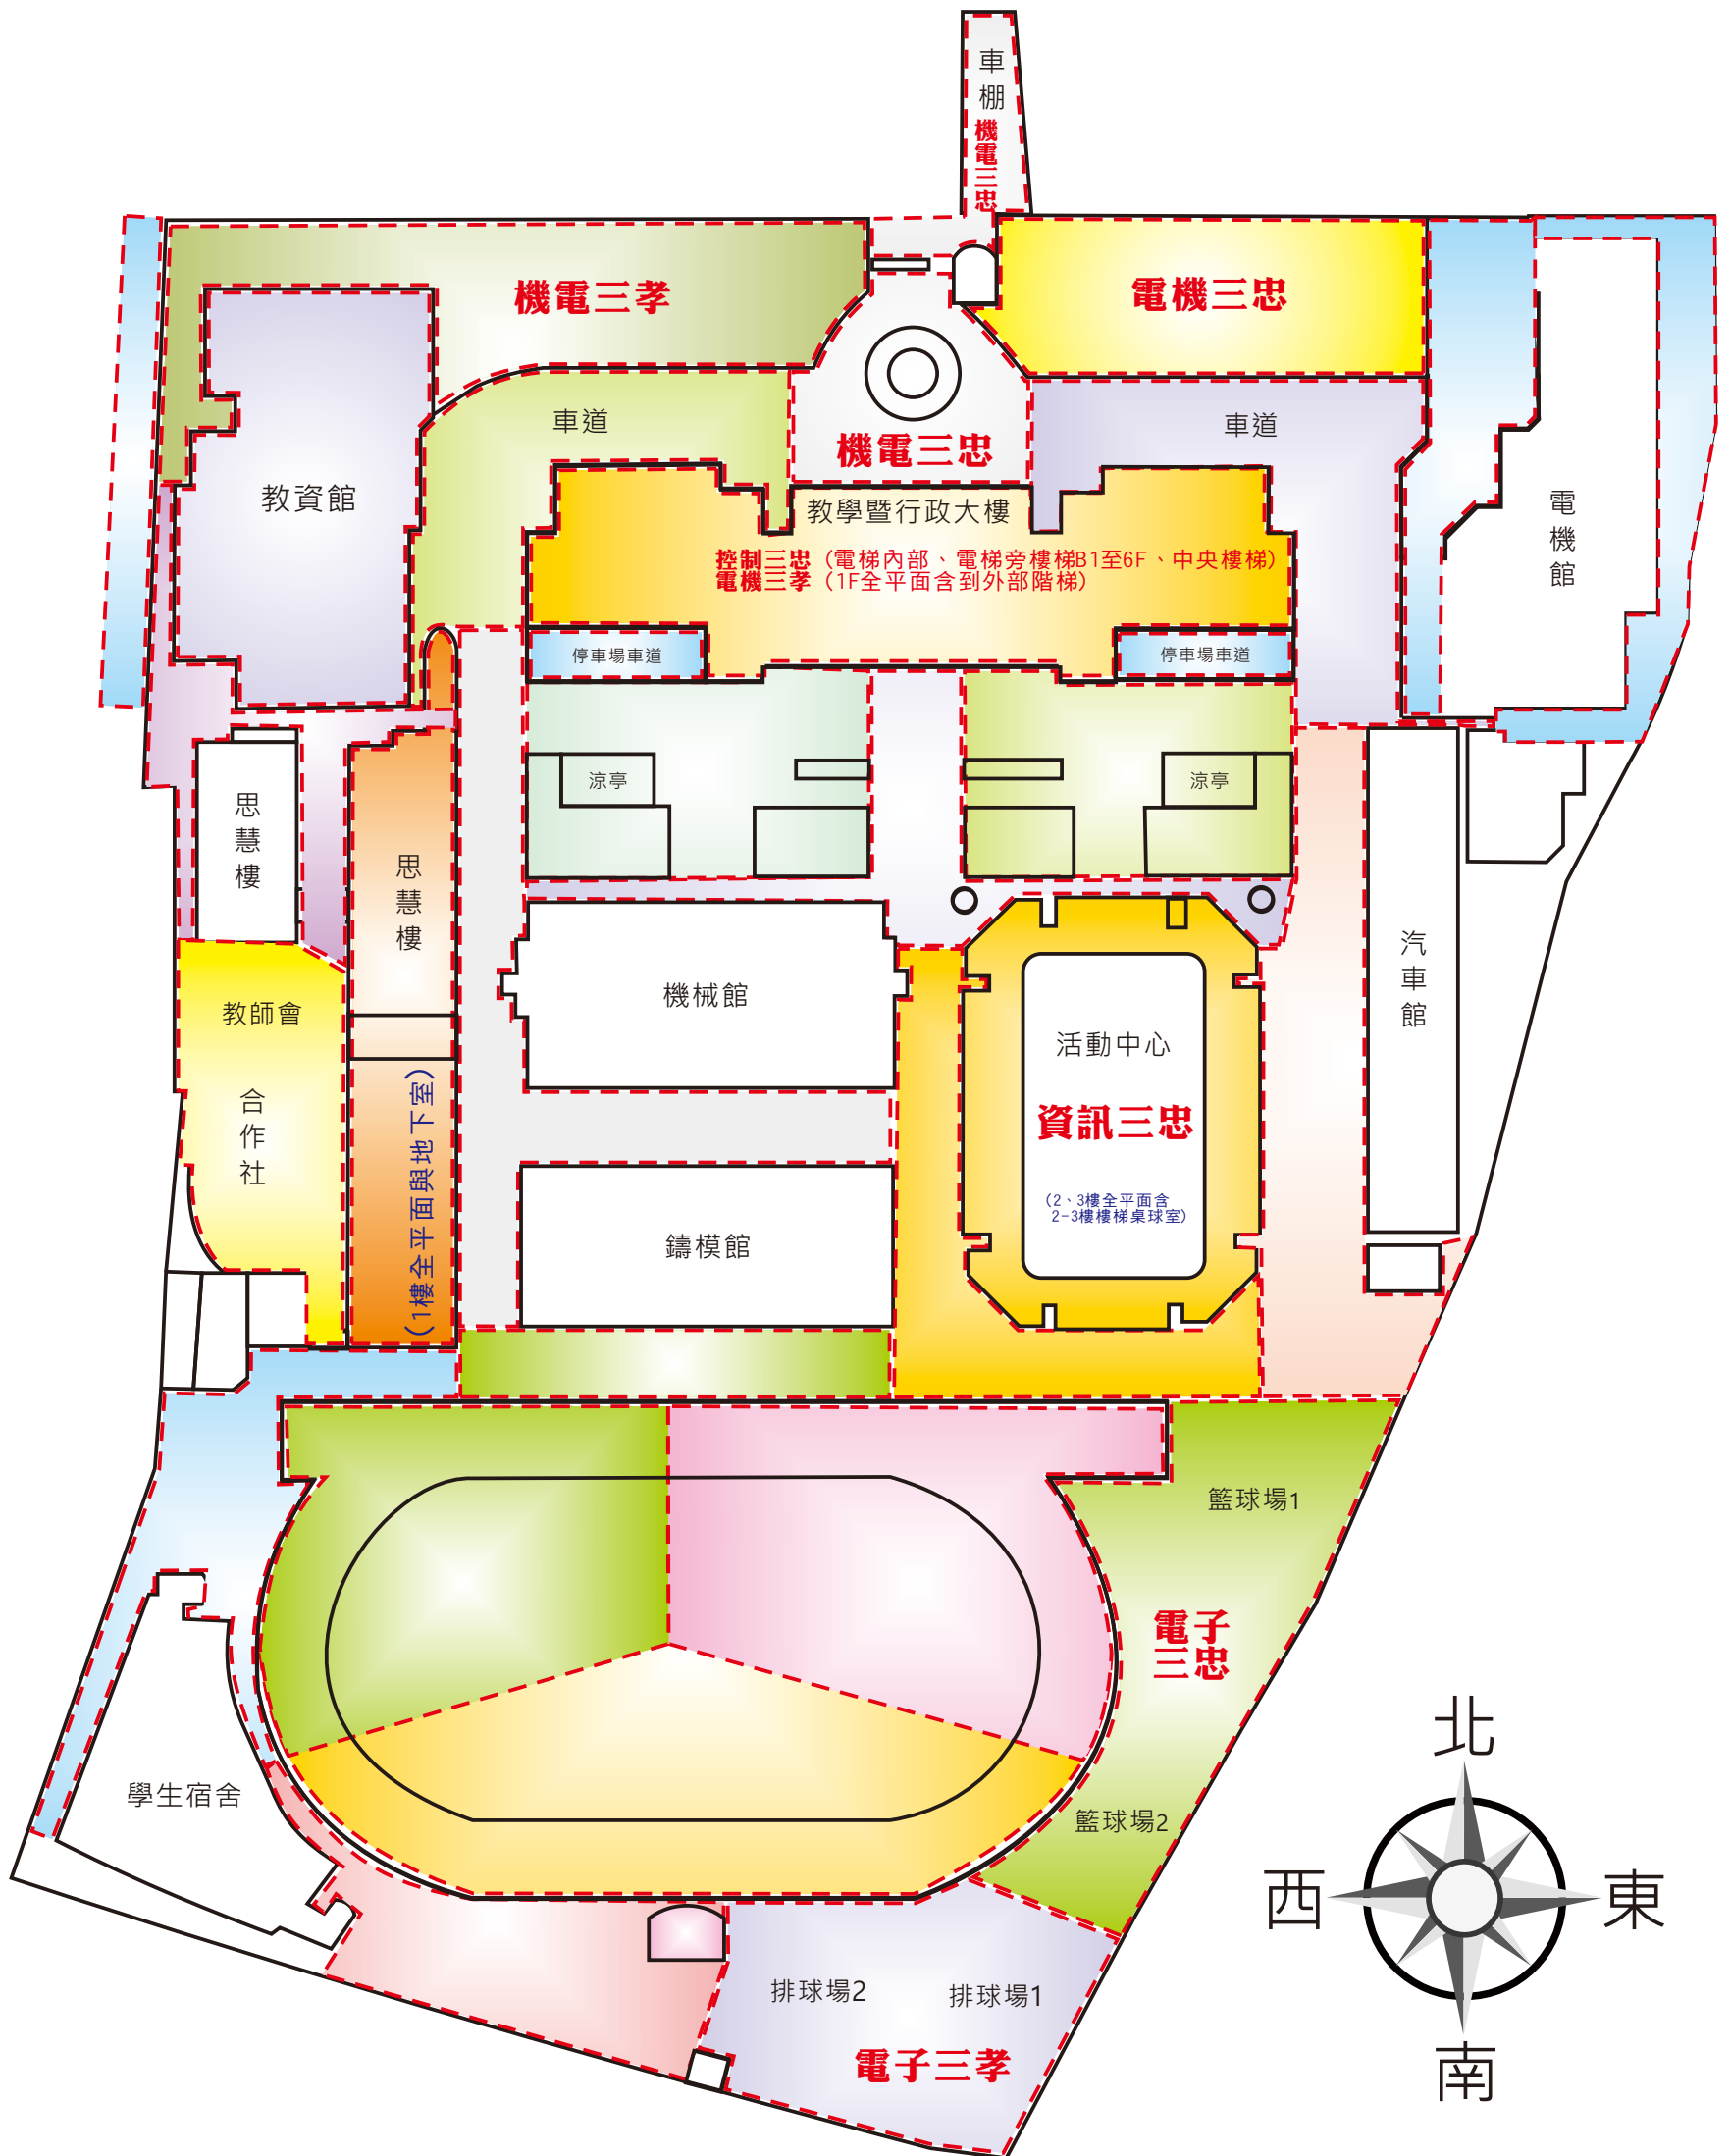 車棚
機電三忠
機電三孝
電機三忠
車道
車道
機電三忠
教資館
教學暨行政大樓
電機館
控制三忠（電梯內部、電梯旁樓梯B1至6F、中央樓梯）
電機三孝（1F全平面含到外部階梯）
停車場車道
停車場車道
涼亭
涼亭
思慧樓
思慧樓
汽車館
機械館
教師會
活動中心
合作社
資訊三忠
（1樓全平面與地下室）
（2、3樓全平面含
2-3樓樓梯桌球室）
鑄模館
籃球場1
電子
三忠
北
學生宿舍
籃球場2
西
東
排球場2
排球場1
電子三孝
南